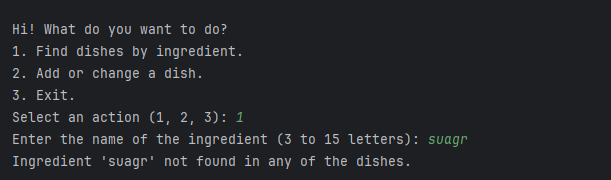 Hi! What do you want to do?
1. Find dishes by ingredient.
2. Add or change a dish.
3. Exit.
Select an action (1, 2, 3): 1
Enter the name of the ingredient (3 to 15 letters): suagr
Ingredient 'suagr' not found in any of the dishes.